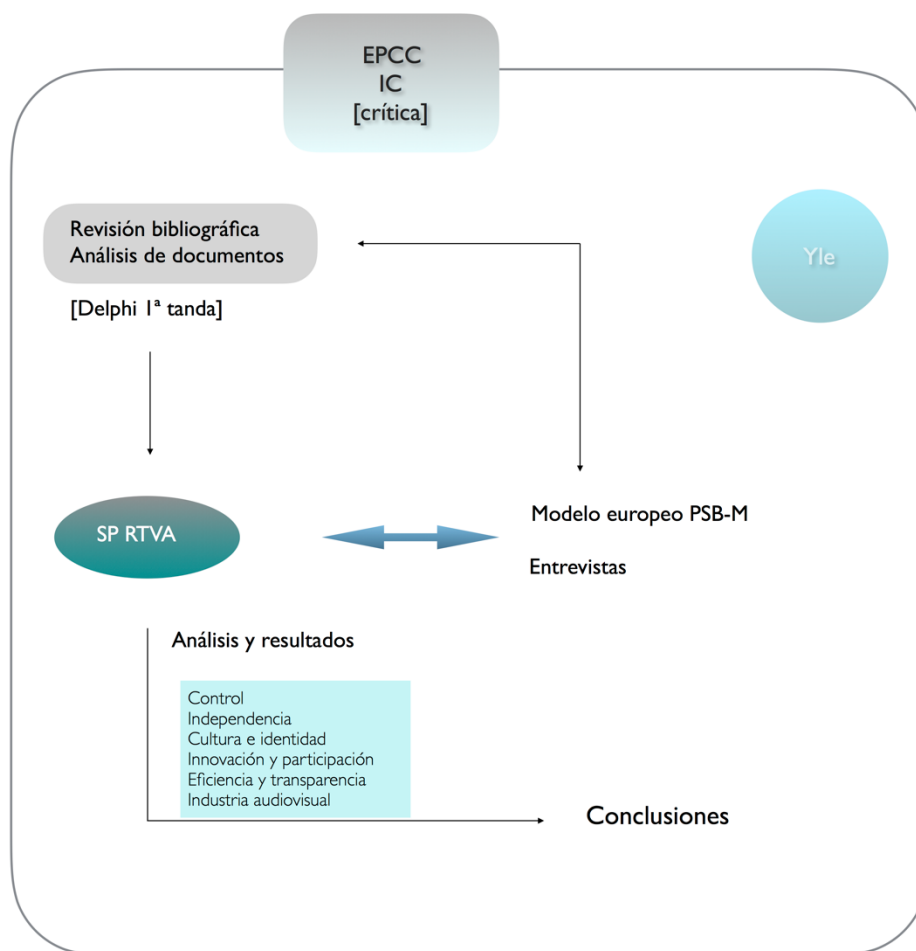 EPCC
IC
[crítica]
Revisión bibliográfica
Análisis de documentos
[Delphi 1ª tanda]
Yle
SP RTVA
Modelo europeo PSB-M
Entrevistas
Análisis y resultados
Control
Independencia
Cultura e identidad
Innovación y participación
Eficiencia y transparencia
Industria audiovisual
Conclusiones